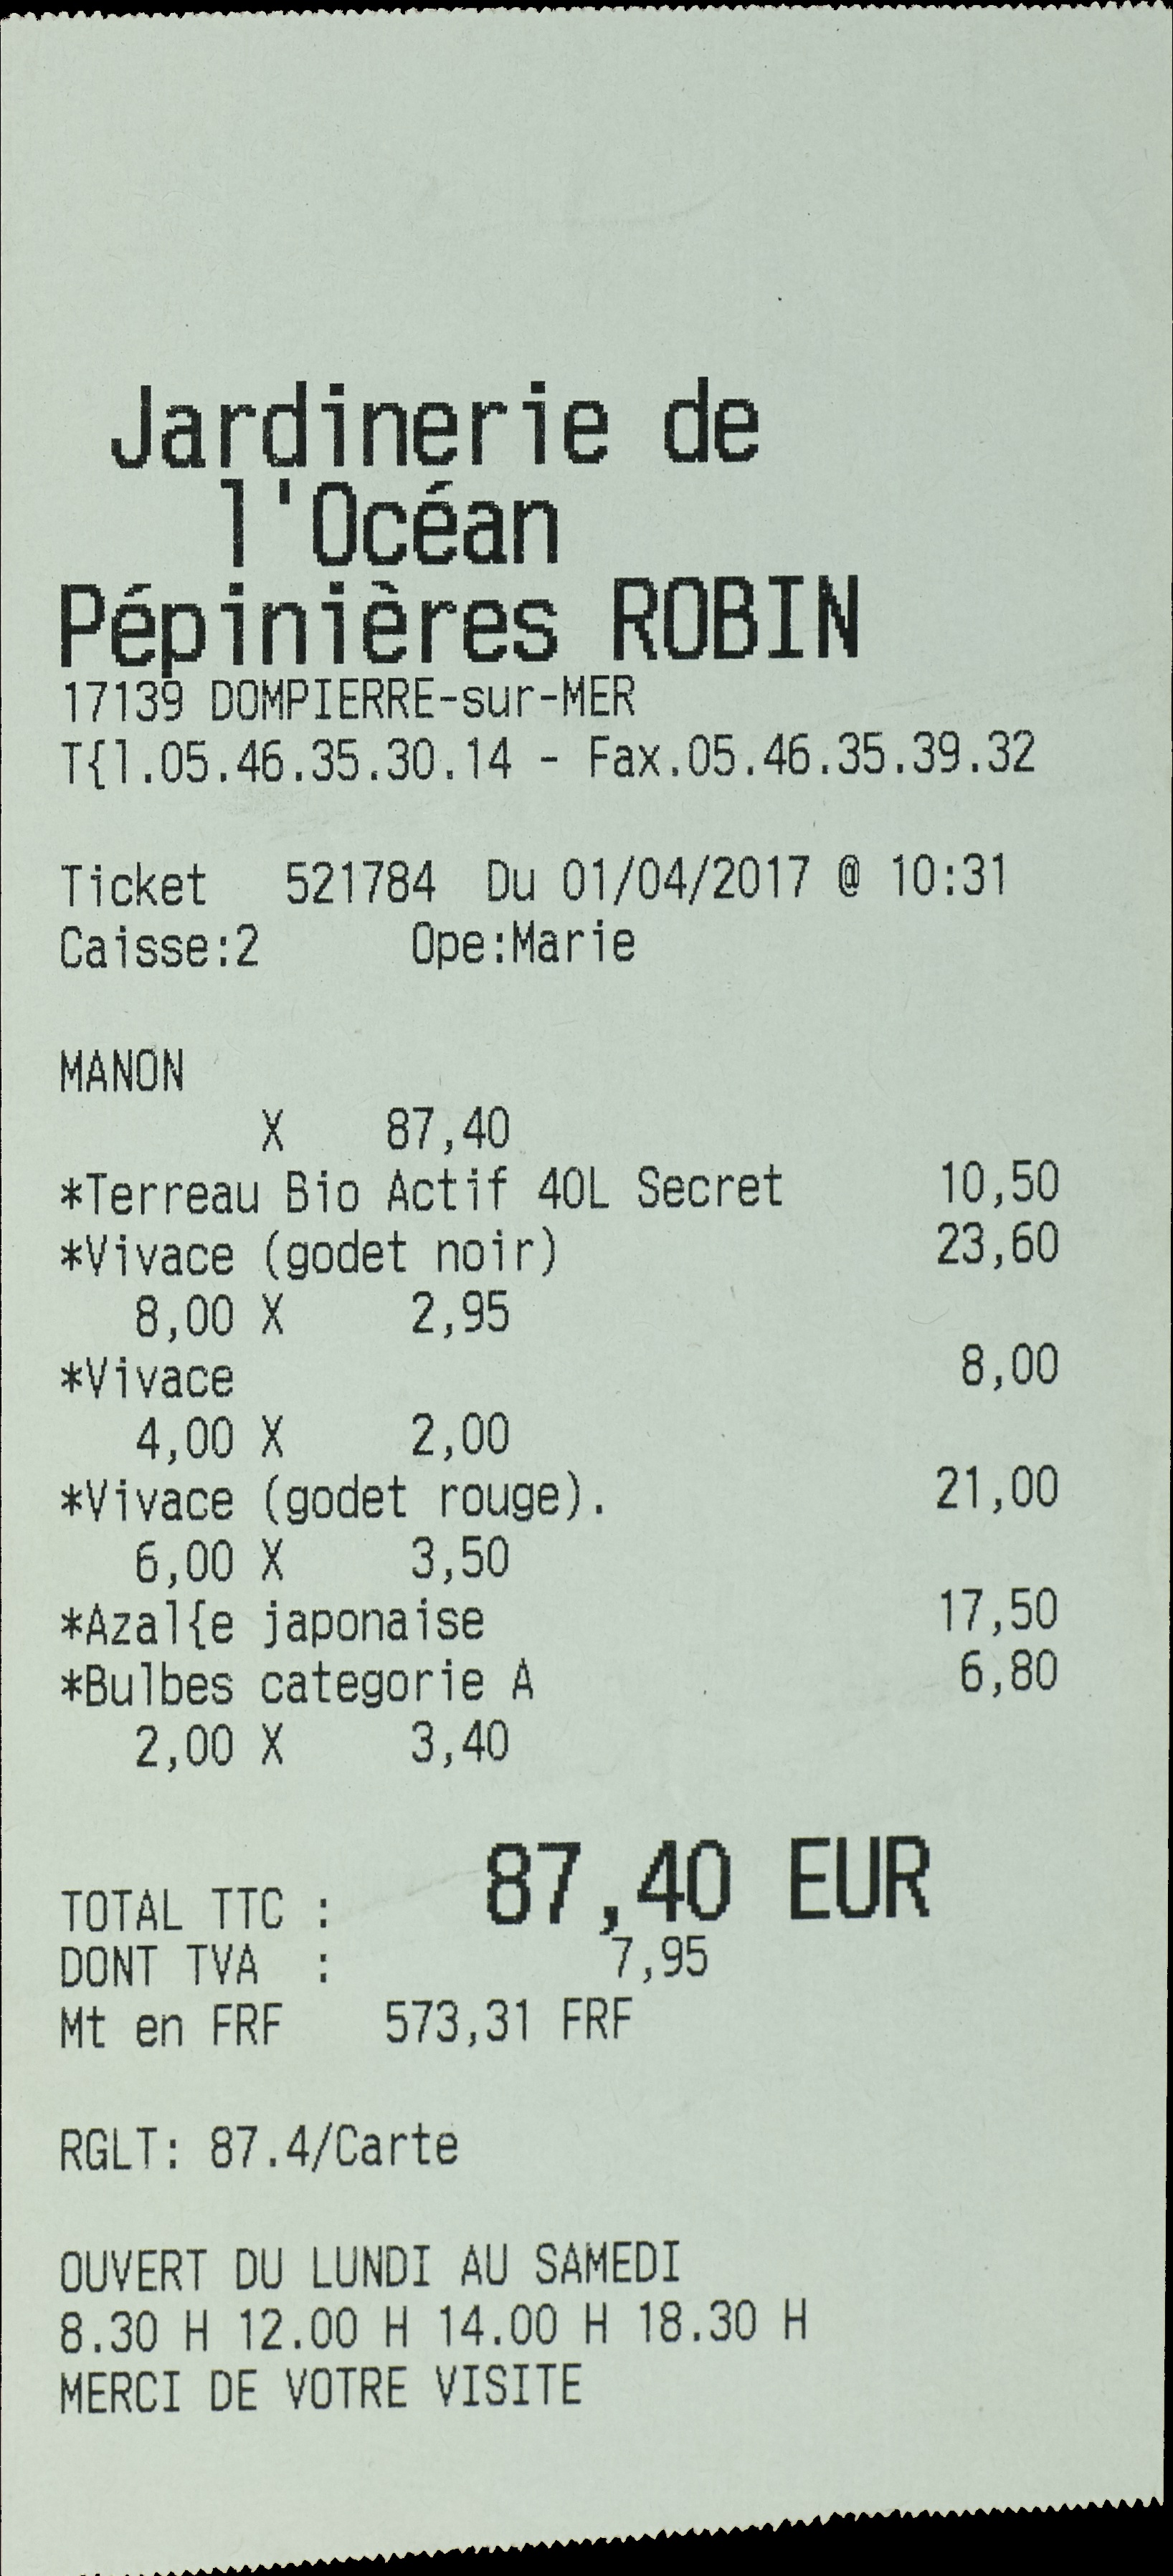 Jardinerie de
l'Océan
Pépinières ROBIN
17139 DOMPIERRE-sur-MER
T{l.05.46.35.30.14 - Fax.05.46.35.39.32
Ticket 521784 Du 01/04/2017 @ 10:31
Caisse:2 Ope:Marie
MANON
X 87,40
*Terreau Bio Actif 40L Secret 10,50
*Vivace (godet noir) 23,60
8,00 X 2,95
*Vivace 8,00
4,00 X 2,00
*Vivace (godet rouge). 21,00
6,00 X 3,50
*Azal{e japonaise 17,50
*Bulbes categorie A 6,80
2,00 X 3,40
TOTAL TTC : 87,40 EUR
DONT TVA : 7,95
Mt en FRF 573,31 FRF
RGLT: 87.4/Carte
OUVERT DU LUNDI AU SAMEDI
8.30 H 12.00 H 14.00 H 18.30 H
MERCI DE VOTRE VISITE